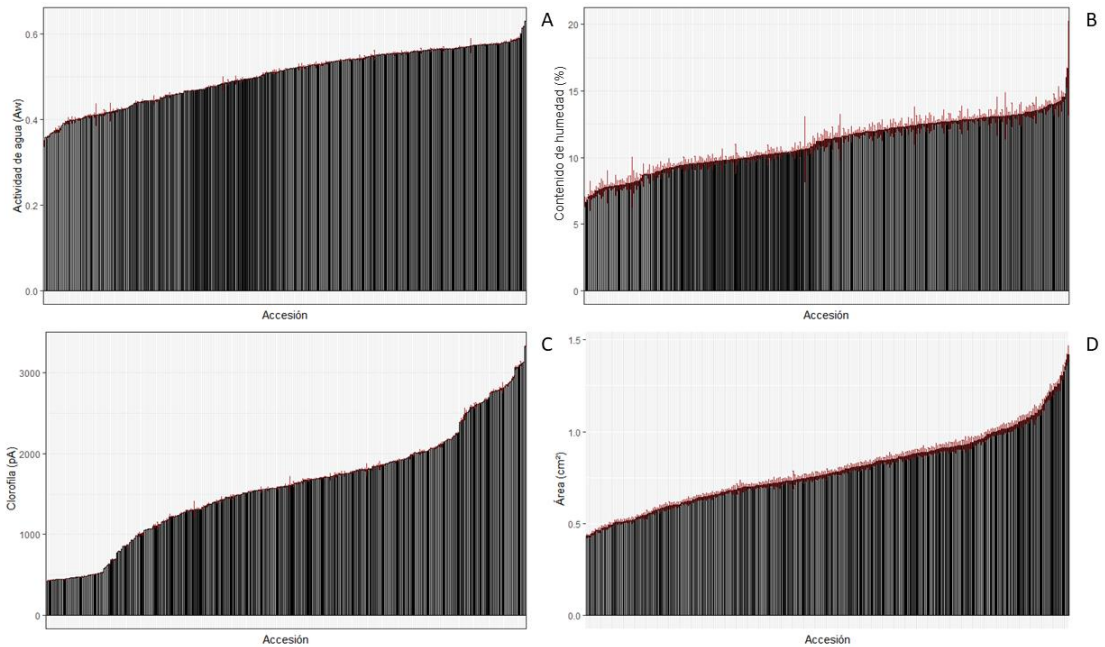 A
Actividad de agua (Aw)
0.6
0.4
0.2
0.0
Accesión
B
Contenido de humedad (%)
20
15
10
5
0
Accesión
C
Clorofila (pA)
3000
2000
1000
0
Accesión
D
Área (cm²)
1.5
1.0
0.5
0.0
Accesión